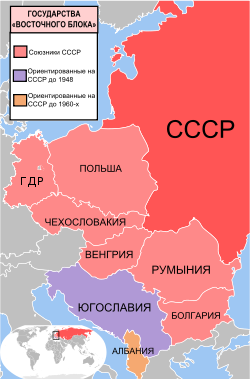 ГОСУДАРСТВА
«ВОСТОЧНОГО БЛОКА»
Союзники СССР
Ориентированные на
СССР до 1948
Ориентированные на
СССР до 1960-х
СССР
ПОЛЬША
ГДР
ЧЕХОСЛОВАКИЯ
ВЕНГРИЯ
РУМЫНИЯ
ЮГОСЛАВИЯ
БОЛГАРИЯ
АЛБАНИЯ